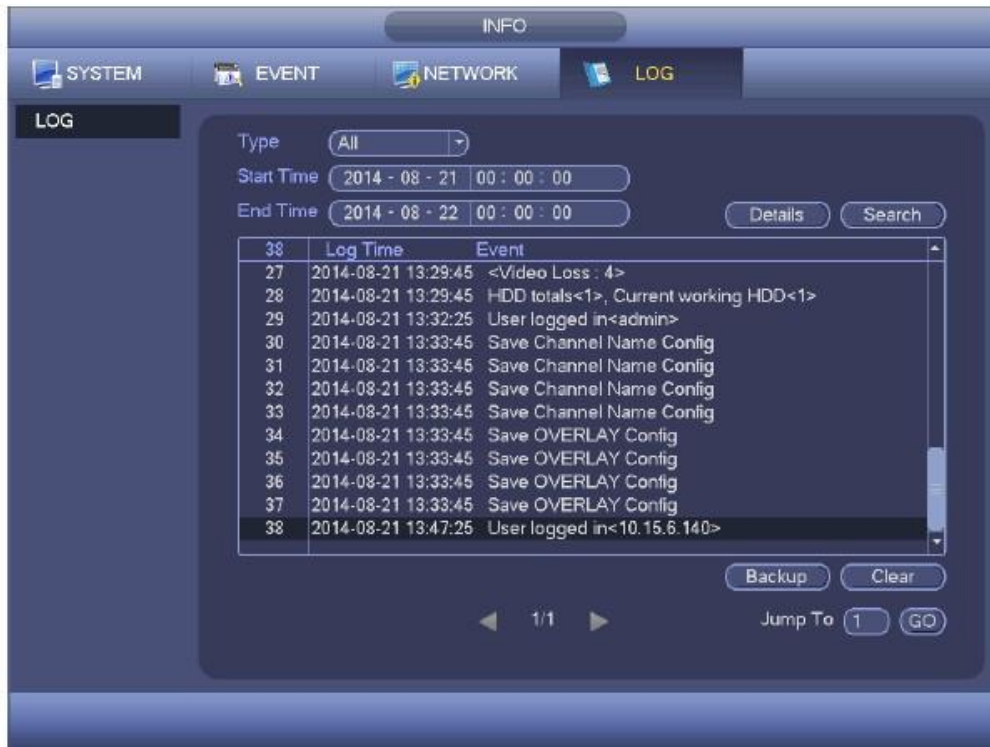 INFO
SYSTEM EVENT NETWORK LOG
LOG
Type All
Start Time 2014 - 08 - 21 00 : 00 : 00
End Time 2014 - 08 - 22 00 : 00 : 00 Details Search
38 Log Time Event
27 2014-08-21 13:29:45 <Video Loss : 4>
28 2014-08-21 13:29:45 HDD totals<1>, Current working HDD<1>
29 2014-08-21 13:32:25 User logged in<admin>
30 2014-08-21 13:33:45 Save Channel Name Config
31 2014-08-21 13:33:45 Save Channel Name Config
32 2014-08-21 13:33:45 Save Channel Name Config
33 2014-08-21 13:33:45 Save Channel Name Config
34 2014-08-21 13:33:45 Save OVERLAY Config
35 2014-08-21 13:33:45 Save OVERLAY Config
36 2014-08-21 13:33:45 Save OVERLAY Config
37 2014-08-21 13:33:45 Save OVERLAY Config
38 2014-08-21 13:47:25 User logged in<10.15.6.140>
Backup Clear
1/1 Jump To 1 GO